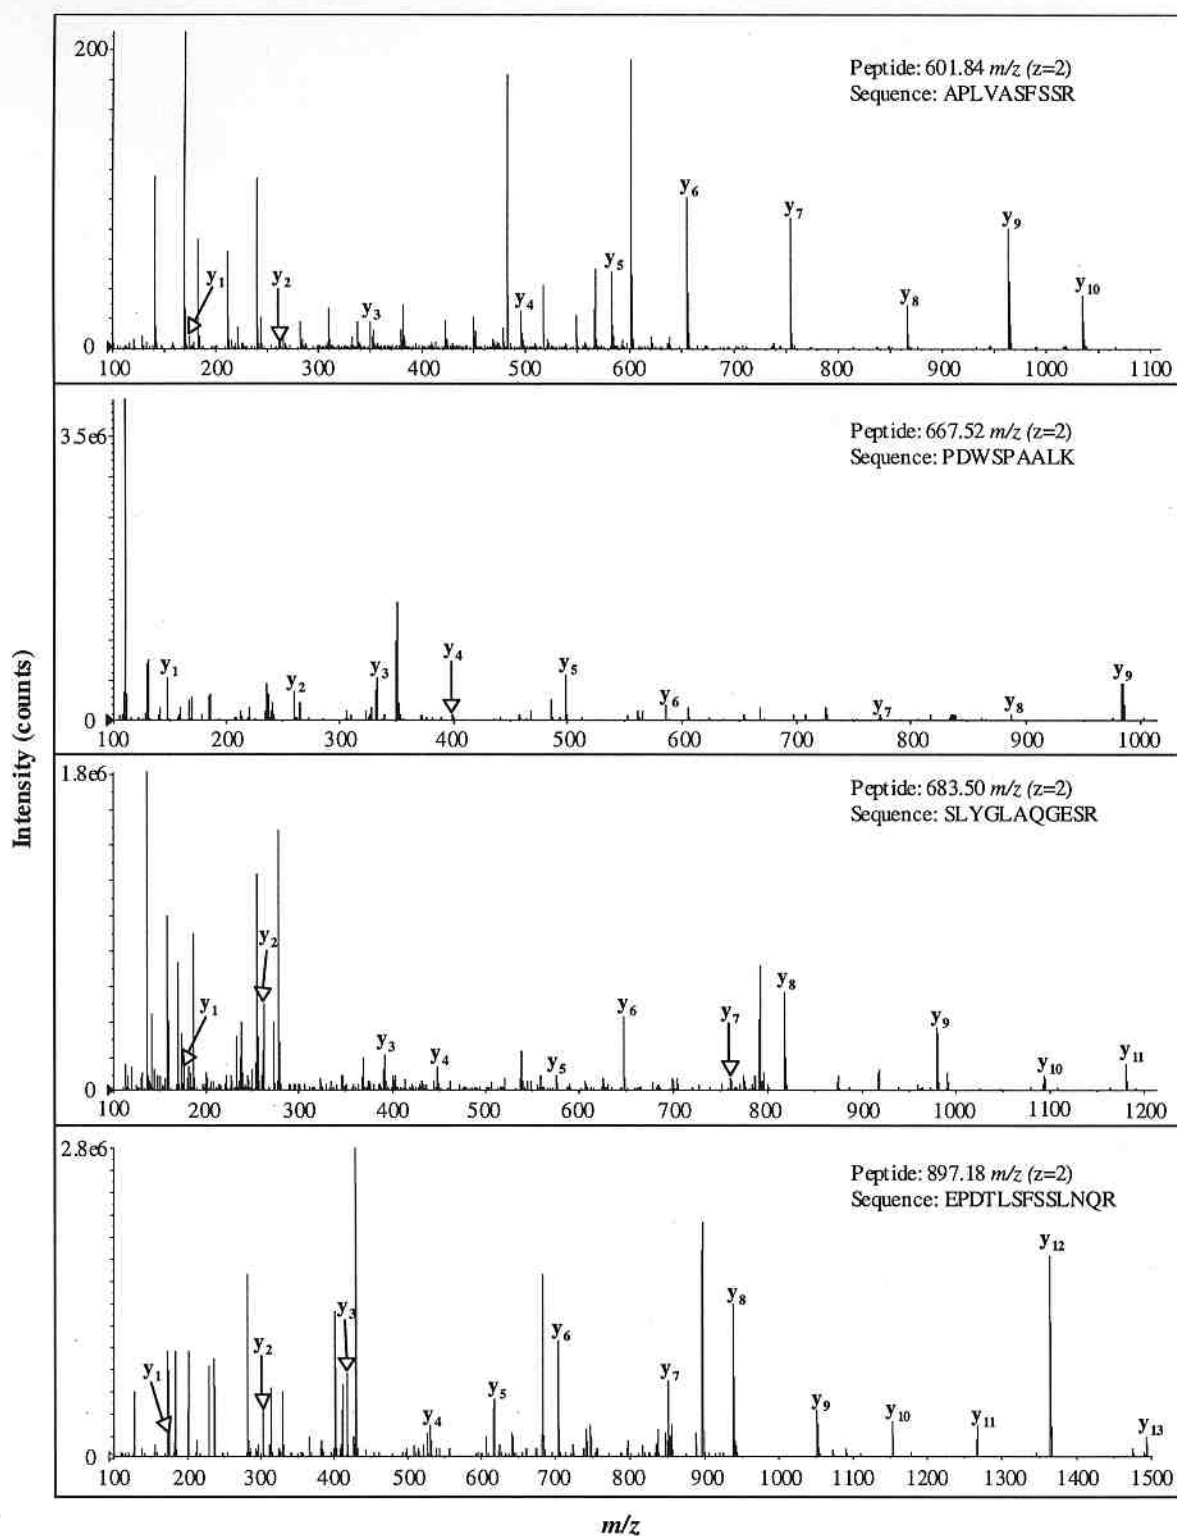 200
Peptide: 601.84 m/z (z=2)
Sequence: APLVASFSSR
y6
y7
y9
y1
y2
y5
y10
y3
y4
y8
0
100 200 300 400 500 600 700 800 900 1000 1100
3.5e6
Peptide: 667.52 m/z (z=2)
Sequence: PDWSPAALK
y1
y2
y3
y4
y5
y6
y7
y8
y9
0
100 200 300 400 500 600 700 800 900 1000
1.8e6
Peptide: 683.50 m/z (z=2)
Sequence: SLYGLAQGESR
y2
y1
y3
y4
y5
y6
y7
y8
y9
y10
y11
0
100 200 300 400 500 600 700 800 900 1000 1100 1200
2.8e6
Peptide: 897.18 m/z (z=2)
Sequence: EPDTLSFSSLNQR
y12
y1
y2
y3
y4
y5
y6
y7
y8
y9
y10
y11
y13
0
100 200 300 400 500 600 700 800 900 1000 1100 1200 1300 1400 1500
Intensity (counts)
m/z